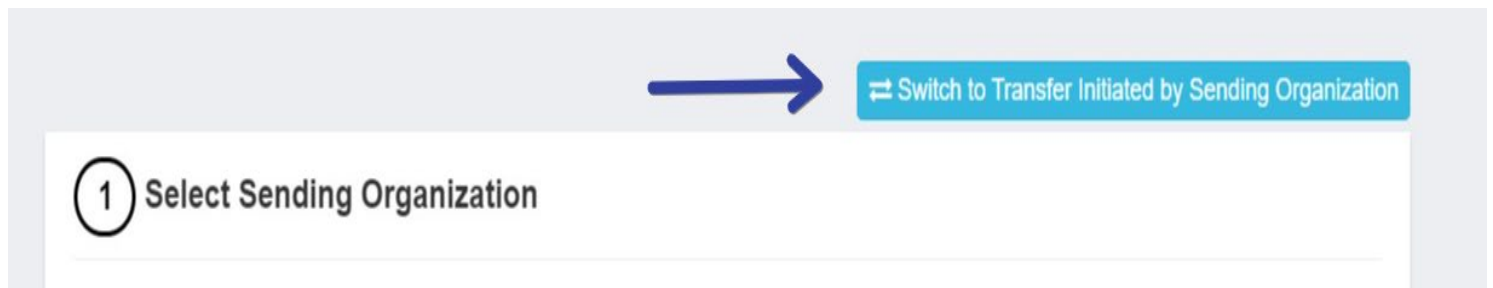 Switch to Transfer Initiated by Sending Organization
1 Select Sending Organization